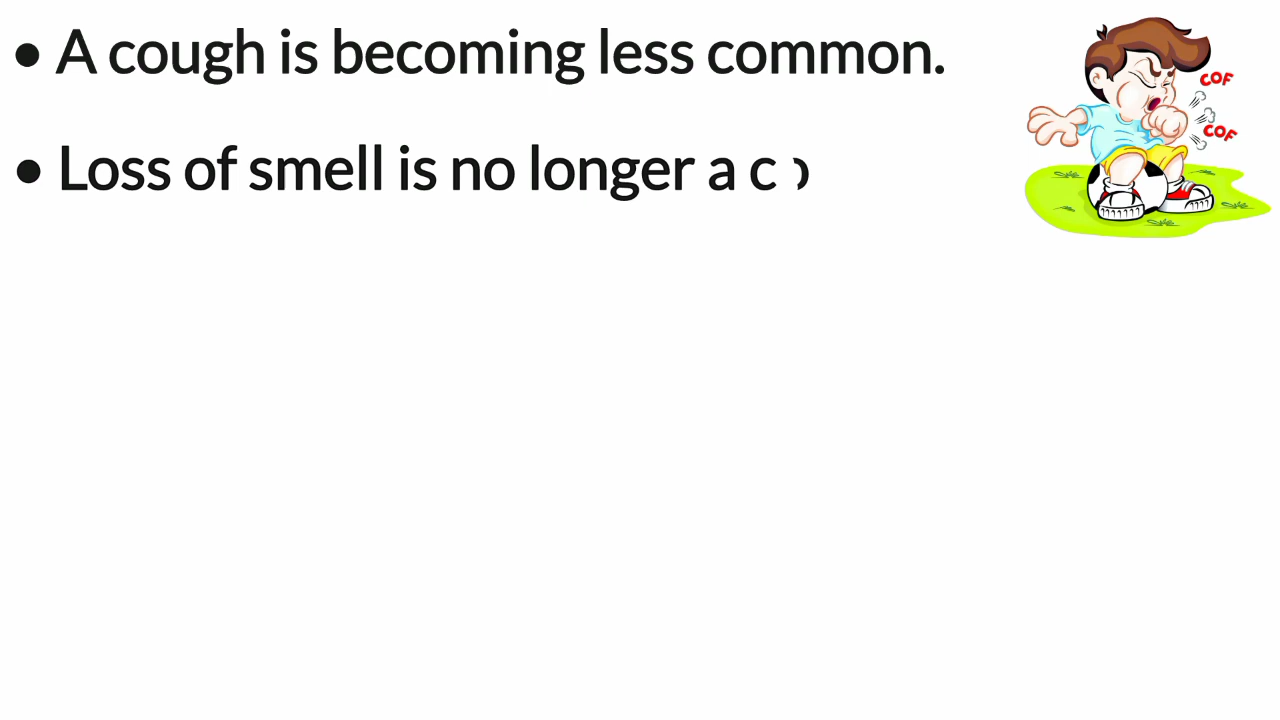 • A cough is becoming less common.
• Loss of smell is no longer a c
COF
COF